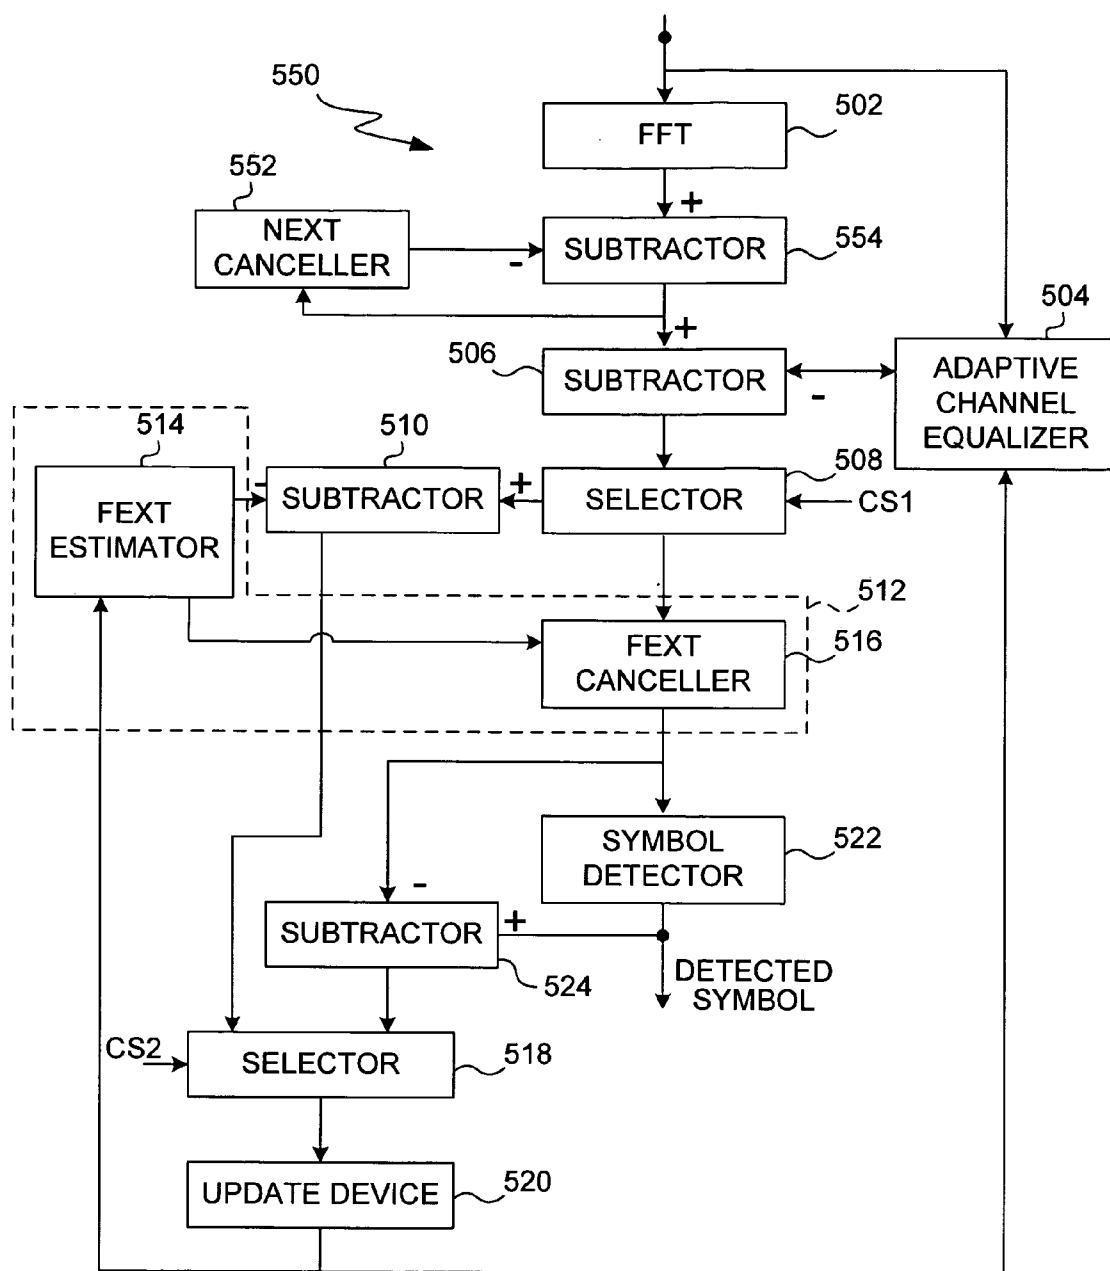 550
502
FFT
552
+
NEXT
CANCELLER
-
SUBTRACTOR
554
504
+
506
SUBTRACTOR
-
ADAPTIVE
CHANNEL
EQUALIZER
514
510
508
-
SUBTRACTOR
+
SELECTOR
CS1
FEXT
ESTIMATOR
512
FEXT
CANCELLER
516
SYMBOL
DETECTOR
522
-
SUBTRACTOR
+
524
DETECTED
SYMBOL
CS2
SELECTOR
518
UPDATE DEVICE
520